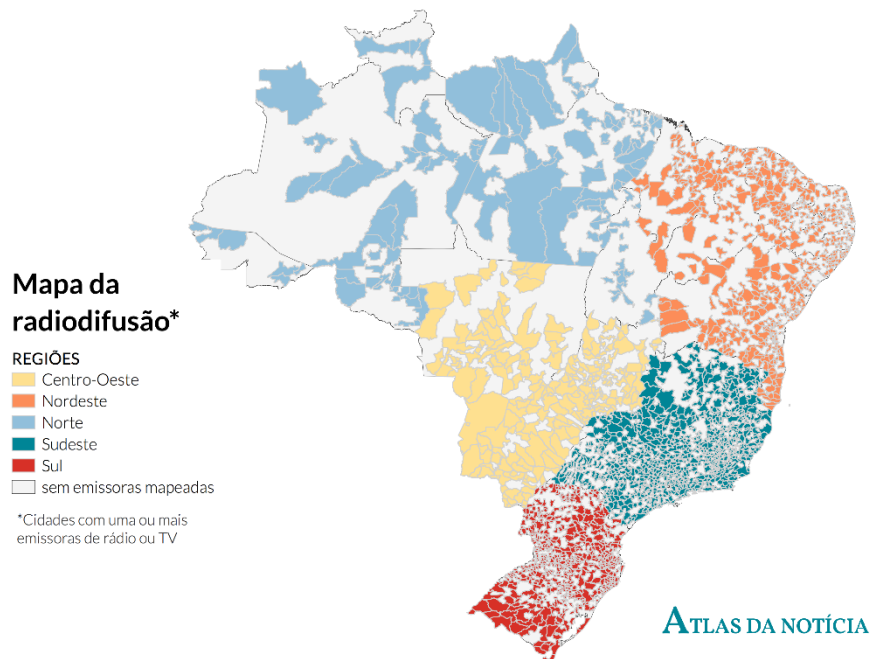 Mapa da
radiodifusão*
REGIÕES
Centro-Oeste
Nordeste
Norte
Sudeste
Sul
sem emissoras mapeadas
*Cidades com uma ou mais
emissoras de rádio ou TV
ATLAS DA NOTÍCIA